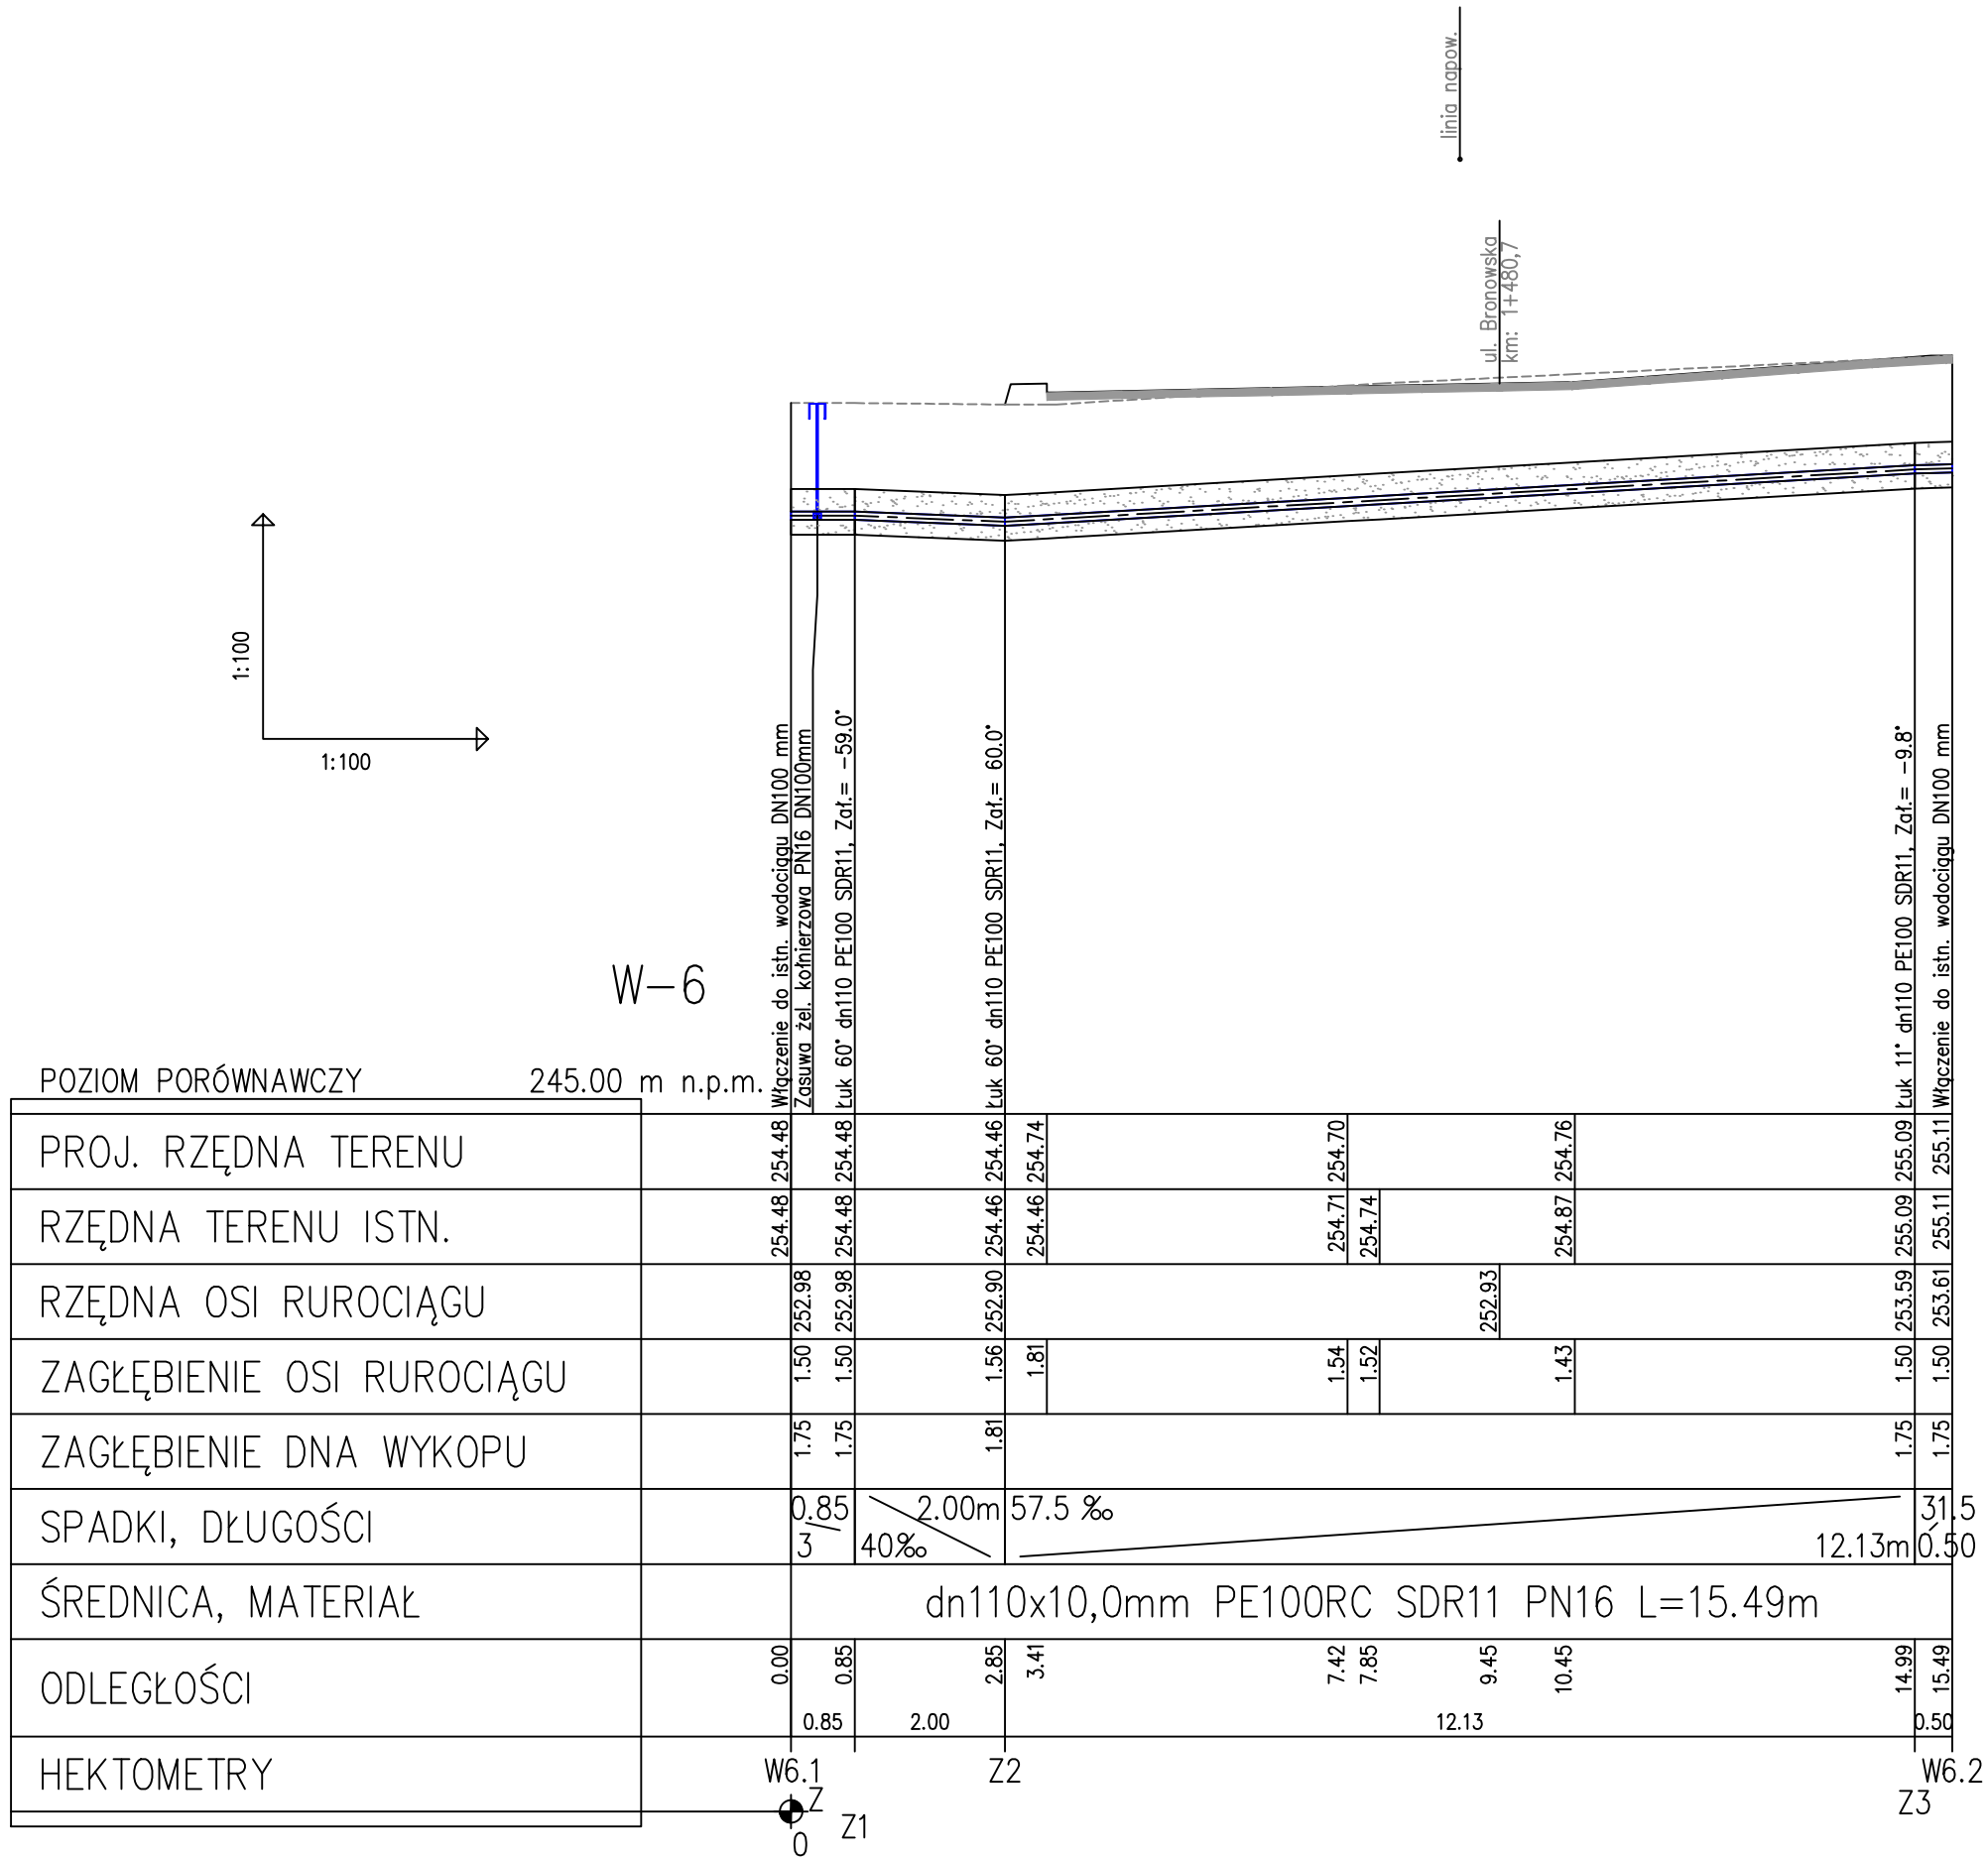 linia napow.
ul. Bronowska
km: 1+480,7
1:100
1:100
Włączenie do istn. wodociągu DN100 mm
Zasuwa żel. kołnierzowa PN16 DN100mm
Łuk 60° dn110 PE100 SDR11, Zał.= -59.0°
Łuk 60° dn110 PE100 SDR11, Zał.= 60.0°
Łuk 11° dn110 PE100 SDR11, Zał.= -9.8°
Włączenie do istn. wodociągu DN100 mm
W-6
POZIOM PORÓWNAWCZY 245.00 m n.p.m.
PROJ. RZĘDNA TERENU 254.48 254.48 254.46 254.74 254.70 254.76 255.09 255.11
RZĘDNA TERENU ISTN. 254.48 254.48 254.46 254.46 254.71 254.74 254.87 255.09 255.11
RZĘDNA OSI RUROCIĄGU 252.98 252.98 252.90 252.93 253.59 253.61
ZAGŁĘBIENIE OSI RUROCIĄGU 1.50 1.50 1.56 1.81 1.54 1.52 1.43 1.50 1.50
ZAGŁĘBIENIE DNA WYKOPU 1.75 1.75 1.81 1.75 1.75
SPADKI, DŁUGOŚCI
0.85 2.00m 57.5 ‰ 31.5
3 40‰ 12.13m 0.50
ŚREDNICA, MATERIAŁ dn110x10,0mm PE100RC SDR11 PN16 L=15.49m
ODLEGŁOŚCI 0.00 0.85 2.85 3.41 7.42 7.85 9.45 10.45 14.99 15.49
0.85 2.00 12.13 0.50
HEKTOMETRY W6.1 Z2 W6.2
Z Z1 Z3
0